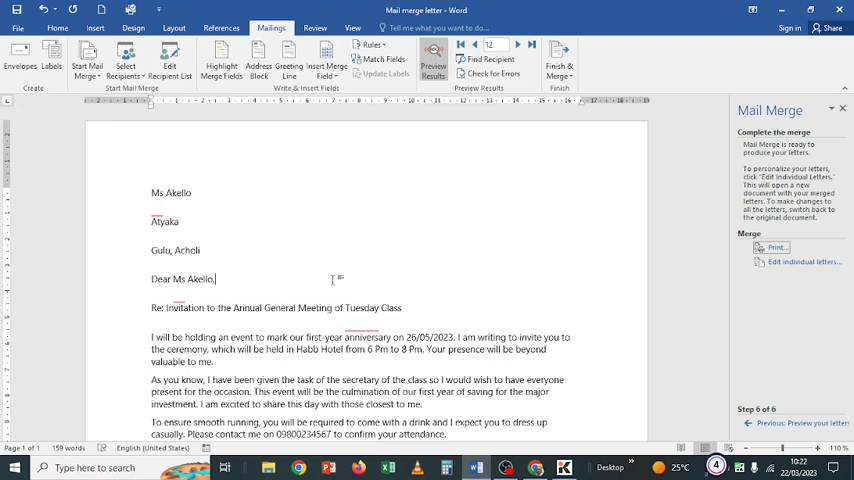 Mail merge letter - Word
File Home Insert Design Layout References Mailings Review View Tell me what you want to do... Sign in Share
Envelopes Labels
Start Mail Merge Select Recipients Edit Recipient List
Highlight Merge Fields Address Block Greeting Line Insert Merge Field
Rules
Match Fields
Update Labels
Preview Results
12
Find Recipient
Check for Errors
Finish & Merge
Create Start Mail Merge Write & Insert Fields Preview Results Finish
Ms Akello
Atyaka
Gulu, Acholi
Dear Ms Akello,
Re: Invitation to the Annual General Meeting of Tuesday Class
I will be holding an event to mark our first-year anniversary on 26/05/2023. I am writing to invite you to
the ceremony, which will be held in Habb Hotel from 6 Pm to 8 Pm. Your presence will be beyond
valuable to me.
As you know, I have been given the task of the secretary of the class so I would wish to have everyone
present for the occasion. This event will be the culmination of our first year of saving for the major
investment. I am excited to share this day with those closest to me.
To ensure smooth running, you will be required to come with a drink and I expect you to dress up
casually. Please contact me on 09800234567 to confirm your attendance.
Mail Merge
Complete the merge
Mail Merge is ready to
produce your letters.
To personalize your letters,
click "Edit Individual Letters."
This will open a new
document with your merged
letters. To make changes to
all the letters, switch back to
the original document.
Merge
Print...
Edit individual letters...
Step 6 of 6
Previous: Preview your letters
Page 1 of 1 159 words English (United States) 110 %
Type here to search
Desktop
25°C
4
10:22
22/03/2023